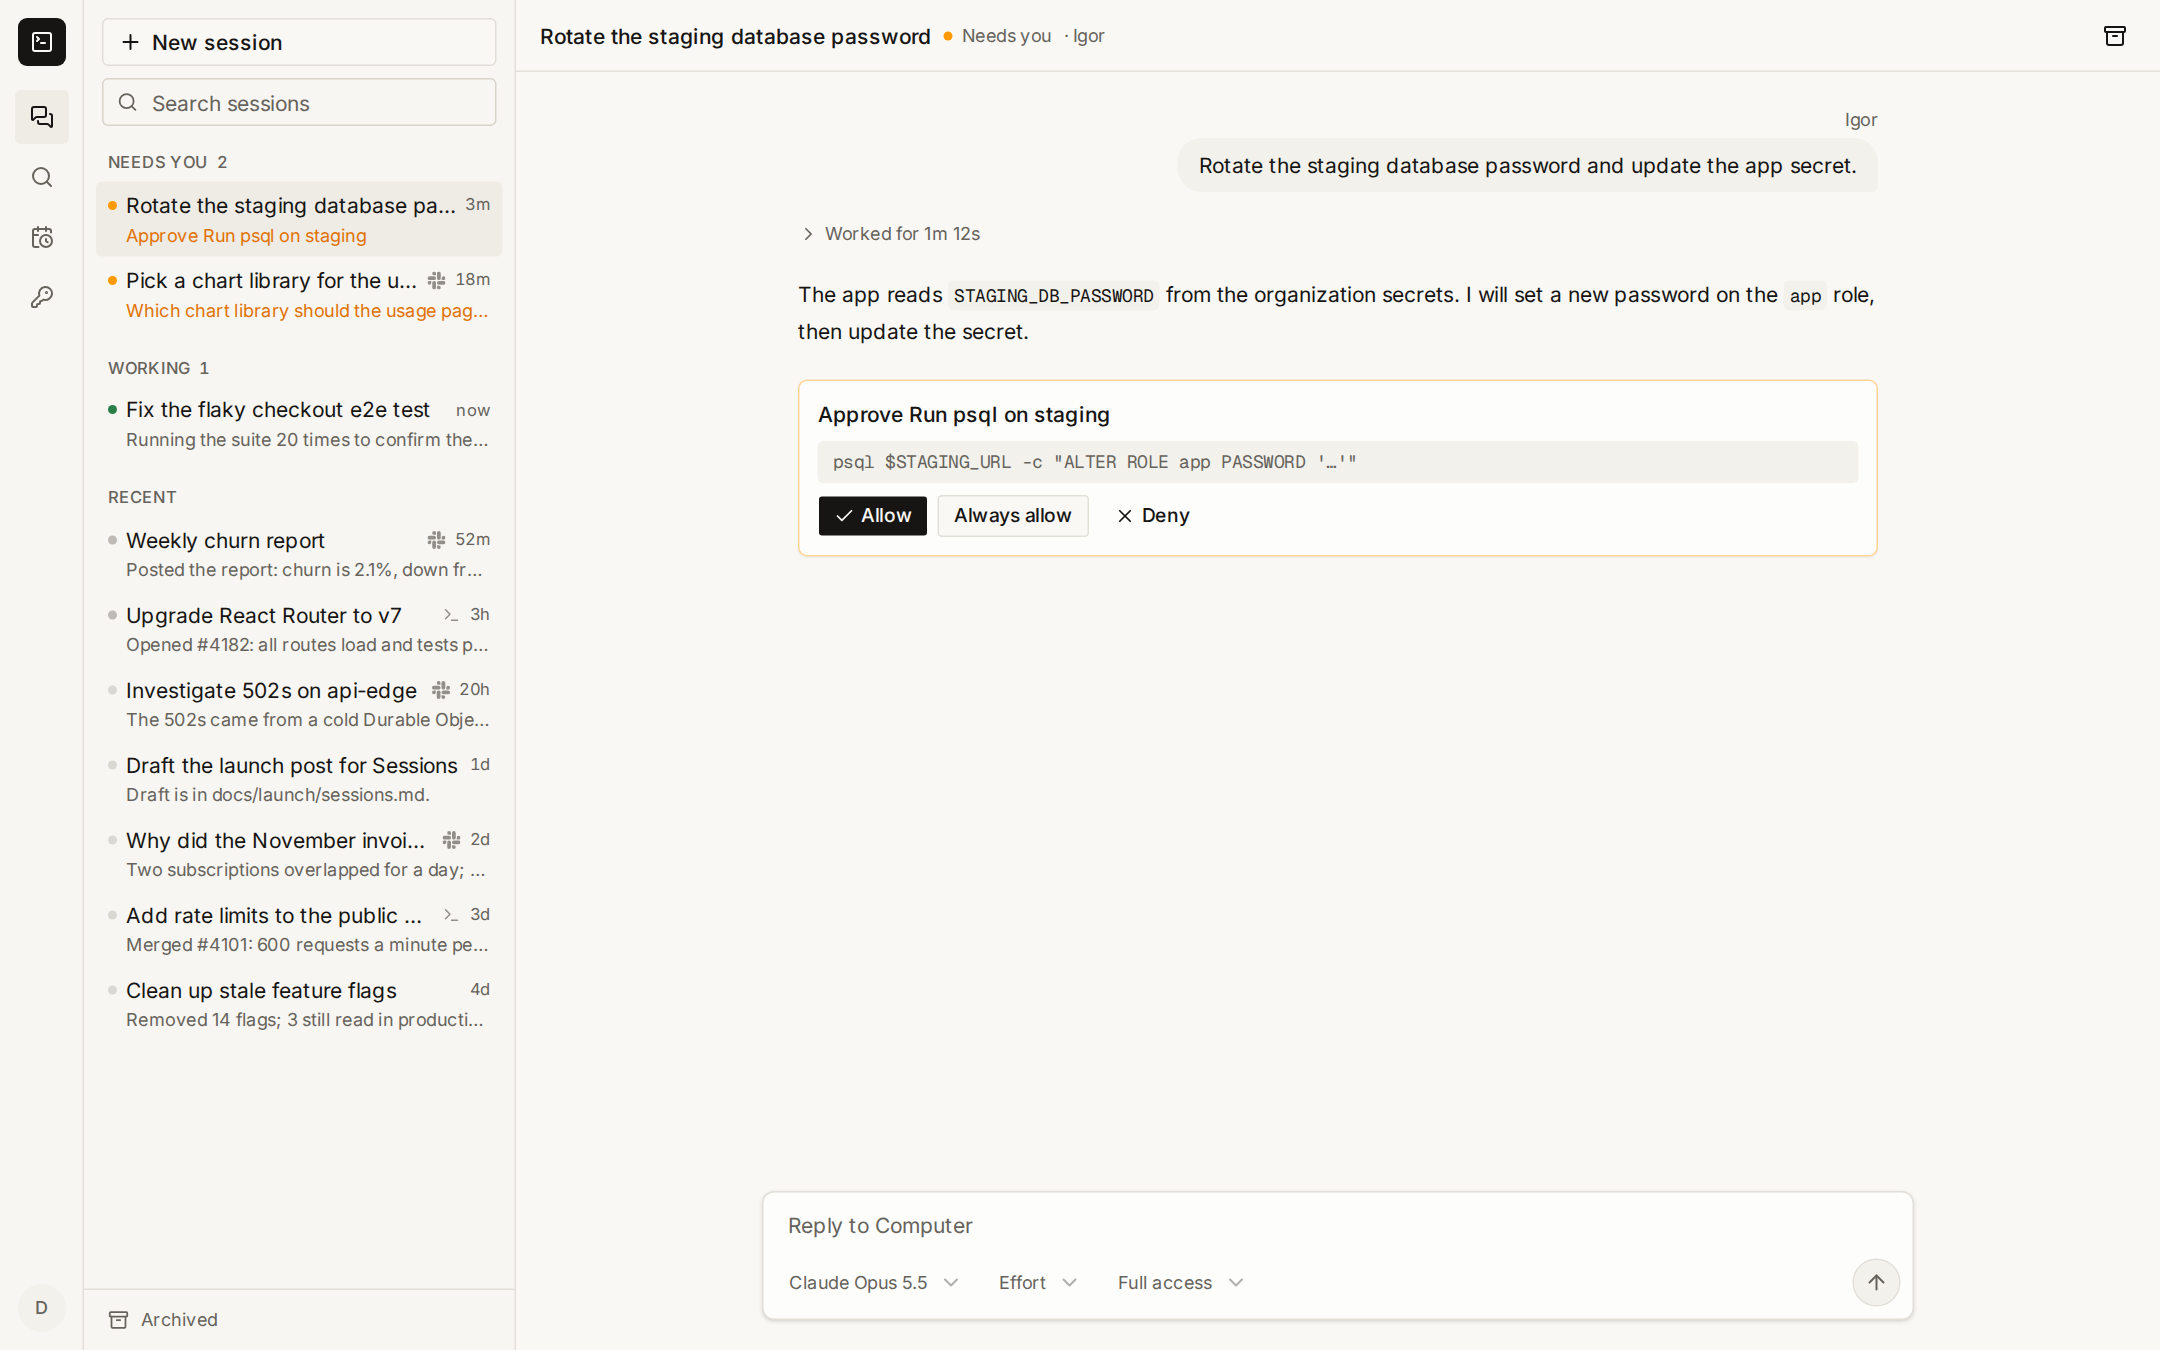 New session
Search sessions
NEEDS YOU 2
Rotate the staging database pa... 3m
Approve Run psql on staging
Pick a chart library for the u... 18m
Which chart library should the usage pag...
WORKING 1
Fix the flaky checkout e2e test now
Running the suite 20 times to confirm the...
RECENT
Weekly churn report 52m
Posted the report: churn is 2.1%, down fr...
Upgrade React Router to v7 3h
Opened #4182: all routes load and tests p...
Investigate 502s on api-edge 20h
The 502s came from a cold Durable Obje...
Draft the launch post for Sessions 1d
Draft is in docs/launch/sessions.md.
Why did the November invoi... 2d
Two subscriptions overlapped for a day; ...
Add rate limits to the public ... 3d
Merged #4101: 600 requests a minute pe...
Clean up stale feature flags 4d
Removed 14 flags; 3 still read in producti...
Archived
D
Rotate the staging database password Needs you · Igor
Igor
Rotate the staging database password and update the app secret.
Worked for 1m 12s
The app reads STAGING_DB_PASSWORD from the organization secrets. I will set a new password on the app role,
then update the secret.
Approve Run psql on staging
psql $STAGING_URL -c "ALTER ROLE app PASSWORD '…'"
Allow Always allow Deny
Reply to Computer
Claude Opus 5.5 Effort Full access